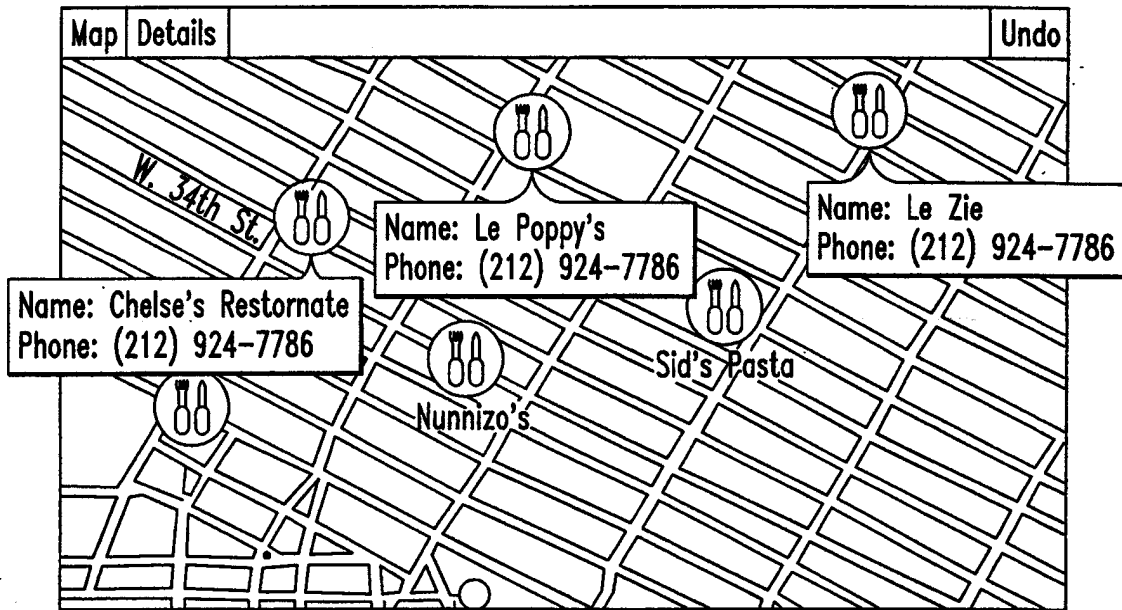 Map Details Undo
W. 34th St.
Name: Le Poppy's
Phone: (212) 924-7786
Name: Le Zie
Phone: (212) 924-7786
Name: Chelse's Restornate
Phone: (212) 924-7786
Sid's Pasta
Nunnizo's